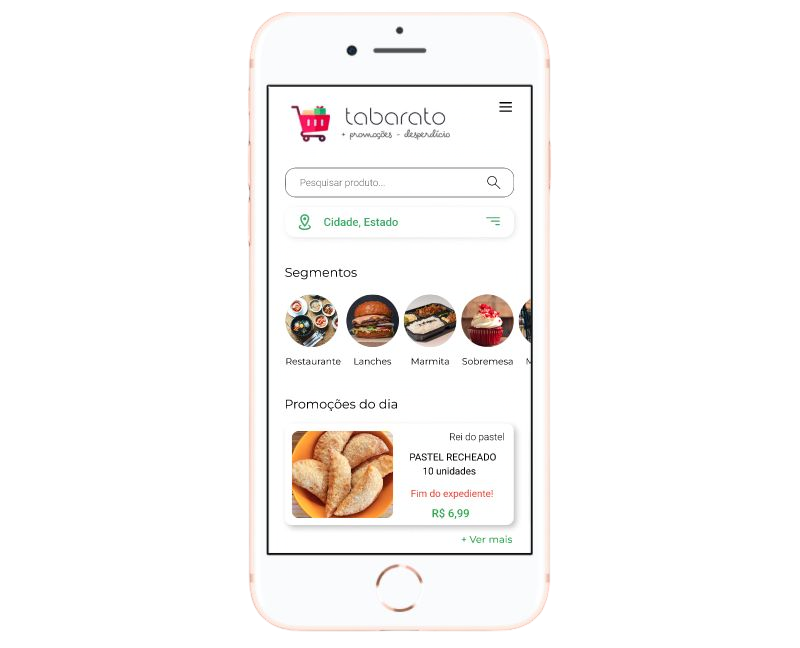 tabarato
+ promoções - desperdício
Pesquisar produto...
Cidade, Estado
Segmentos
Restaurante Lanches Marmita Sobremesa M
Promoções do dia
Rei do pastel
PASTEL RECHEADO
10 unidades
Fim do expediente!
R$ 6,99
+ Ver mais